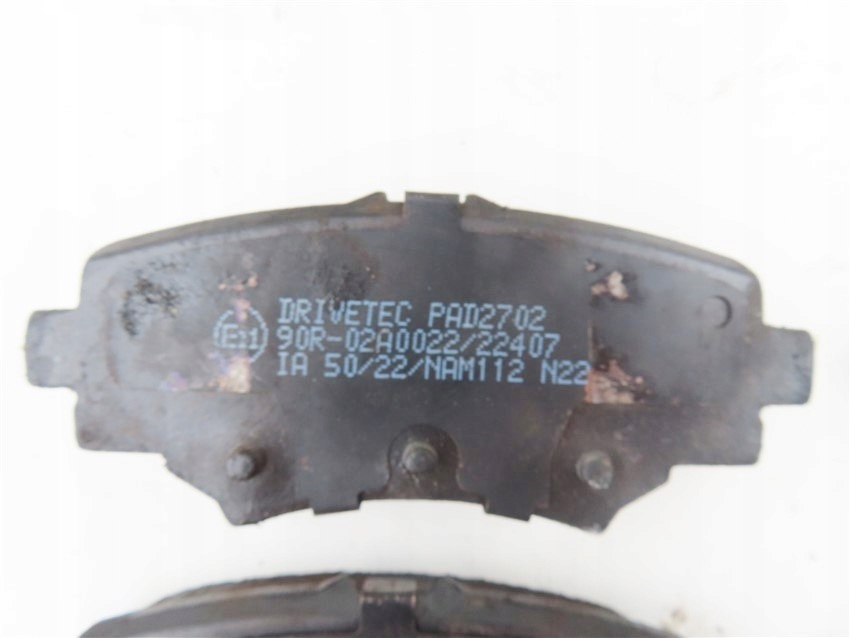 DRIVETEC PAD2702
E11 90R-02A0022/22407
IA 50/22/NAM112 N22